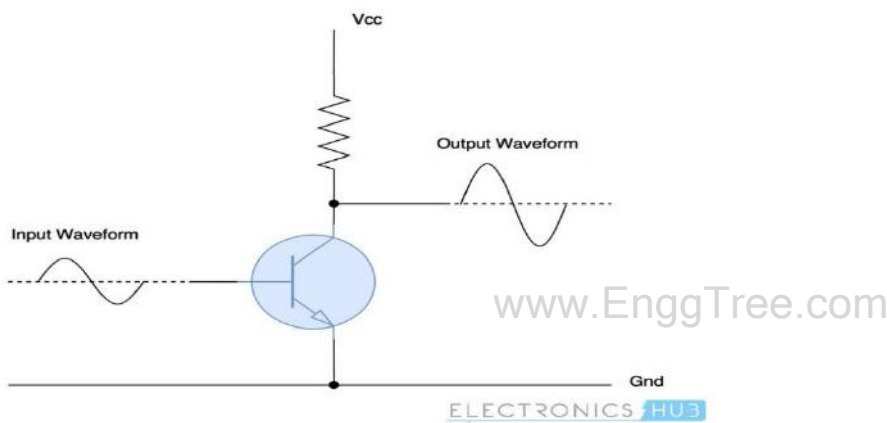 Vcc
Output Waveform
Input Waveform
www.EnggTree.com
Gnd
ELECTRONICS HUB